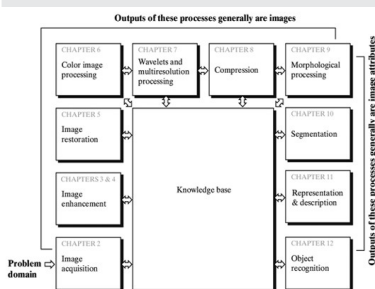 Outputs of these processes generally are images
CHAPTER 6
Color image
processing
CHAPTER 7
Wavelets and
multiresolution
processing
CHAPTER 8
Compression
CHAPTER 9
Morphological
processing
CHAPTER 5
Image
restoration
CHAPTER 10
Segmentation
CHAPTERS 3 & 4
Image
enhancement
Knowledge base
CHAPTER 11
Representation
& description
Problem
domain
CHAPTER 2
Image
acquisition
CHAPTER 12
Object
recognition
Outputs of these processes generally are image attributes